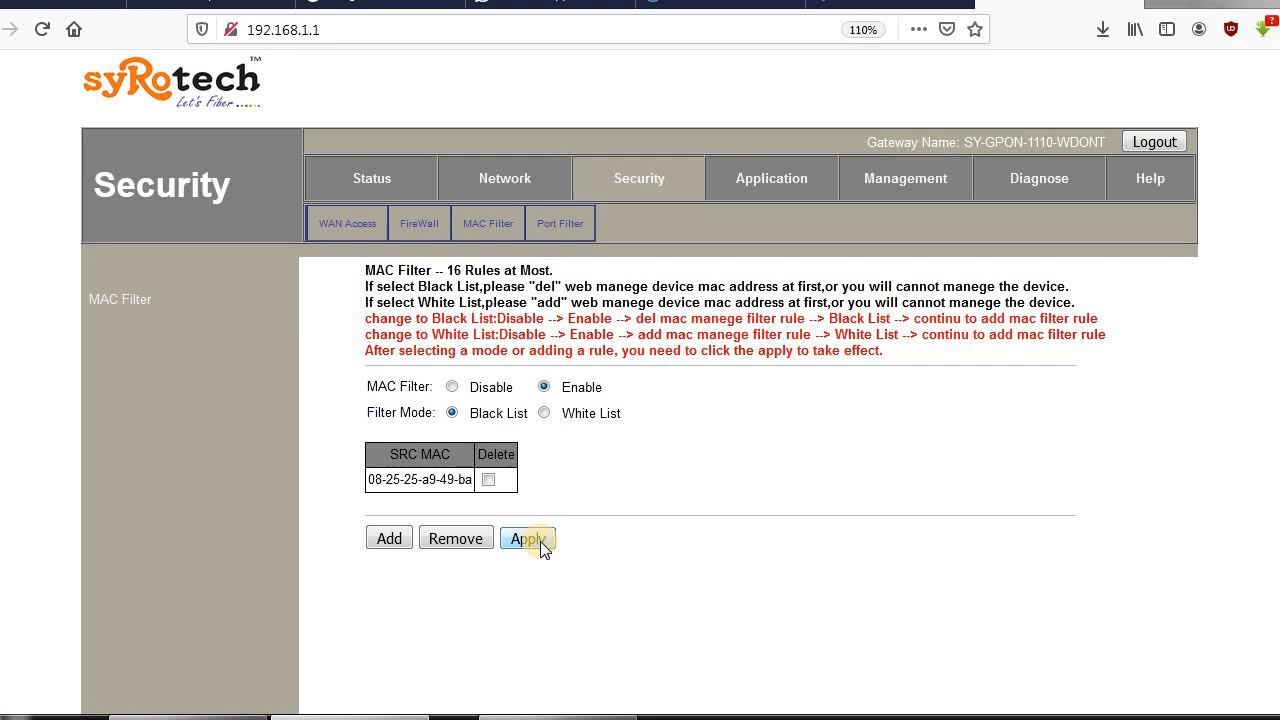 192.168.1.1
110%
syRotech™
Let's Fiber
Gateway Name: SY-GPON-1110-WDONT
Logout
Security
Status
Network
Security
Application
Management
Diagnose
Help
WAN Access
FireWall
MAC Filter
Port Filter
MAC Filter
MAC Filter -- 16 Rules at Most.
If select Black List,please "del" web manege device mac address at first,or you will cannot manege the device.
If select White List,please "add" web manege device mac address at first,or you will cannot manege the device.
change to Black List:Disable --> Enable --> del mac manege filter rule --> Black List --> continu to add mac filter rule
change to White List:Disable --> Enable --> add mac manege filter rule --> White List --> continu to add mac filter rule
After selecting a mode or adding a rule, you need to click the apply to take effect.
MAC Filter: Disable Enable
Filter Mode: Black List White List
SRC MAC Delete
08-25-25-a9-49-ba
Add Remove Apply